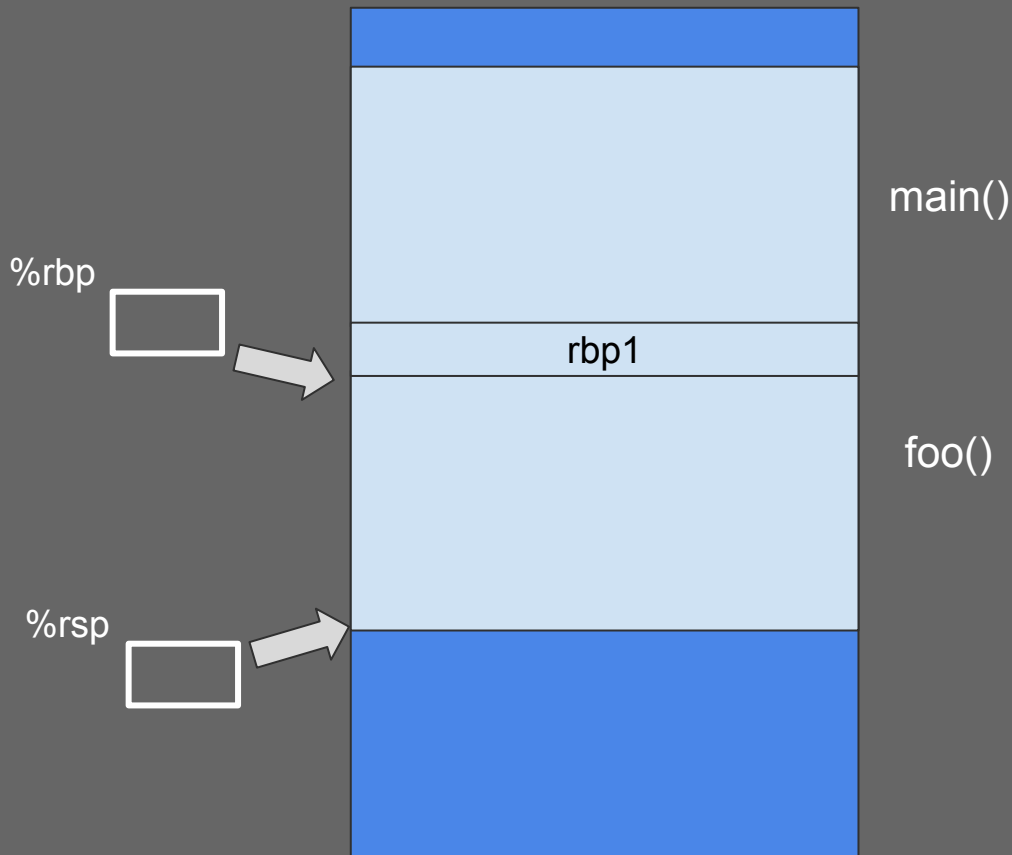 main()
%rbp
rbp1
foo()
%rsp